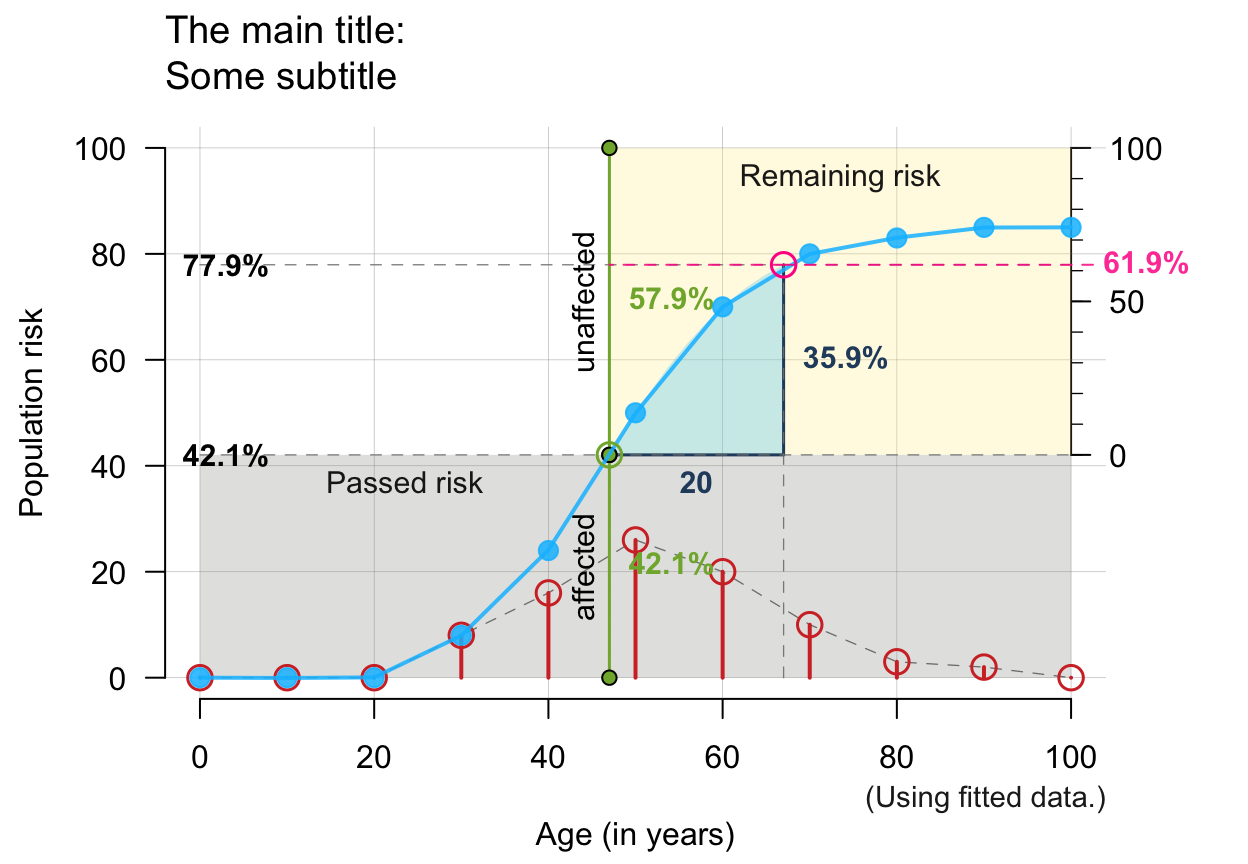 The main title:
Some subtitle
100
80
60
40
20
0
Population risk
77.9%
42.1%
Passed risk
unaffected
affected
Remaining risk
57.9%
42.1%
35.9%
20
100
61.9%
50
0
0
20
40
60
80
100
(Using fitted data.)
Age (in years)